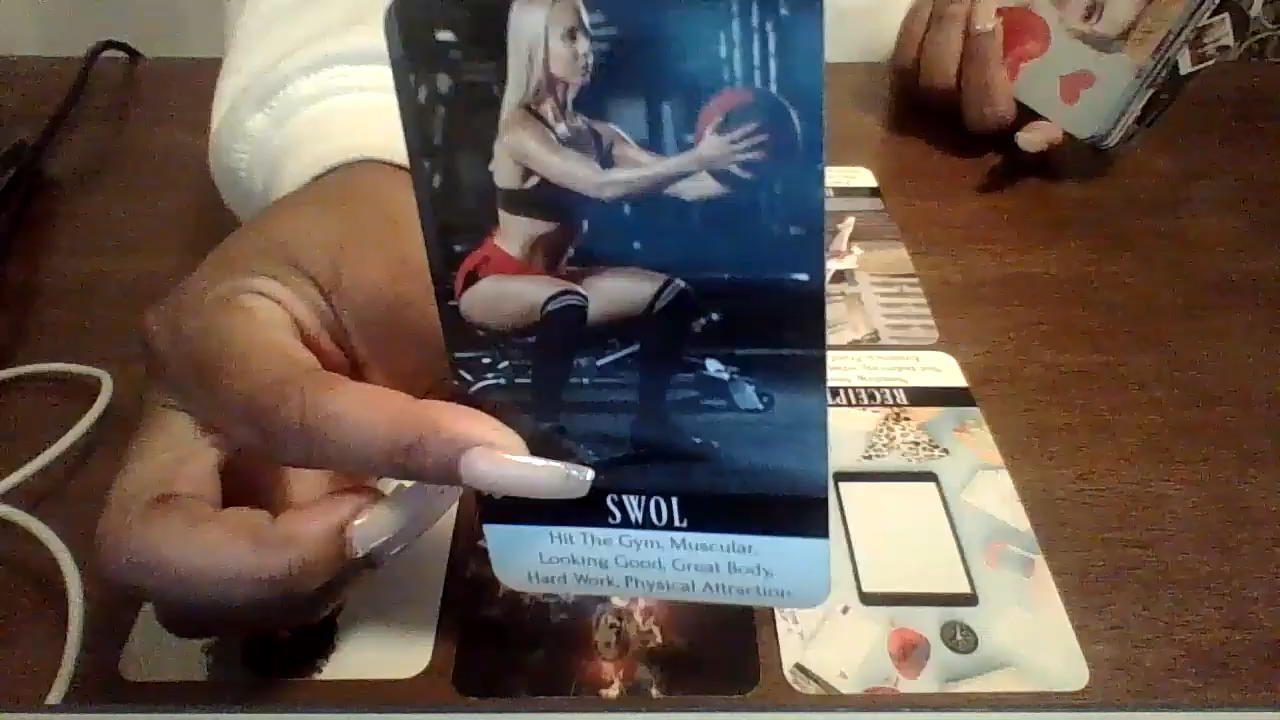 SWOL
Hit The Gym, Muscular,
Looking Good, Great Body,
Hard Work, Physical Attraction
RECEIPT